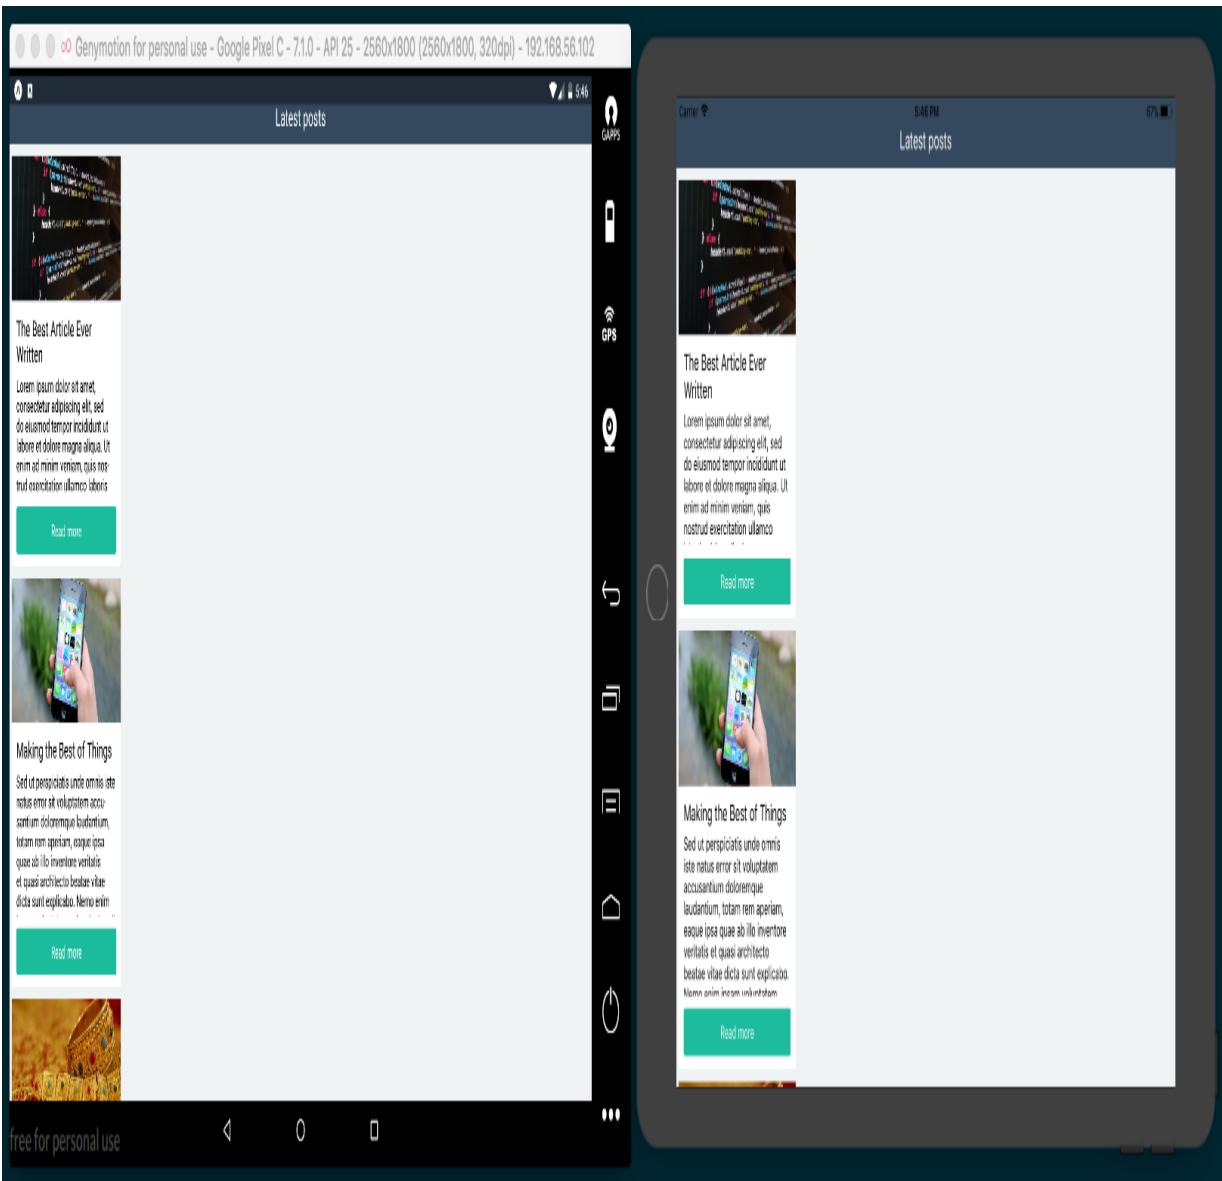 Genymotion for personal use - Google Pixel C - 7.1.0 - API 25 - 2560x1800 (2560x1800, 320dpi) - 192.168.56.102
5:46
Latest posts
The Best Article Ever
Written
Lorem ipsum dolor sit amet,
consectetur adipiscing elit, sed
do eiusmod tempor incididunt ut
labore et dolore magna aliqua. Ut
enim ad minim veniam, quis nos-
trud exercitation ullamco laboris
Read more
Making the Best of Things
Sed ut perspiciatis unde omnis iste
natus error sit voluptatem accu-
santium doloremque laudantium,
totam rem aperiam, eaque ipsa
quae ab illo inventore veritatis
et quasi architecto beatae vitae
dicta sunt explicabo. Nemo enim
Read more
free for personal use
GAPPS
GPS
Carrier
5:46 PM
67%
Latest posts
The Best Article Ever
Written
Lorem ipsum dolor sit amet,
consectetur adipiscing elit, sed
do eiusmod tempor incididunt ut
labore et dolore magna aliqua. Ut
enim ad minim veniam, quis
nostrud exercitation ullamco
Read more
Making the Best of Things
Sed ut perspiciatis unde omnis
iste natus error sit voluptatem
accusantium doloremque
laudantium, totam rem aperiam,
eaque ipsa quae ab illo inventore
veritatis et quasi architecto
beatae vitae dicta sunt explicabo.
Nemo enim ipsam voluptatem
Read more